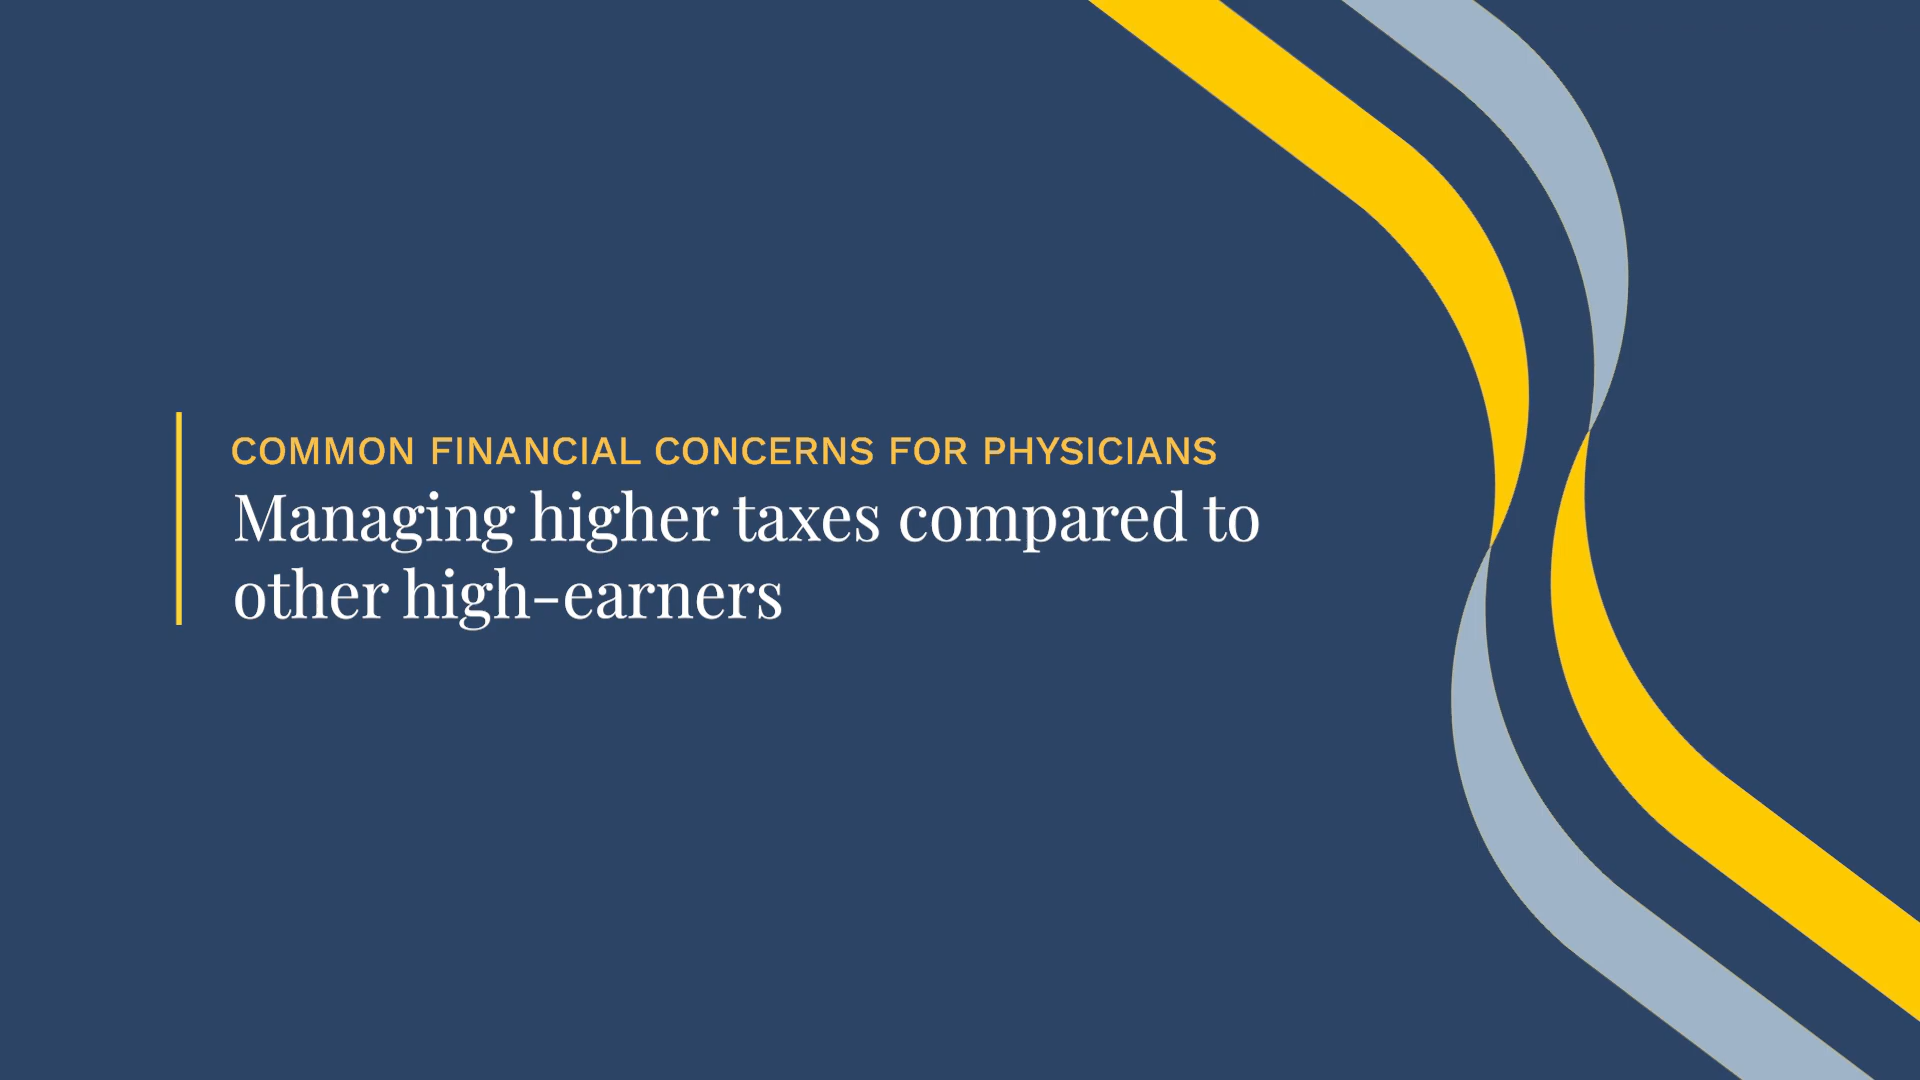 COMMON FINANCIAL CONCERNS FOR PHYSICIANS
Managing higher taxes compared to
other high-earners